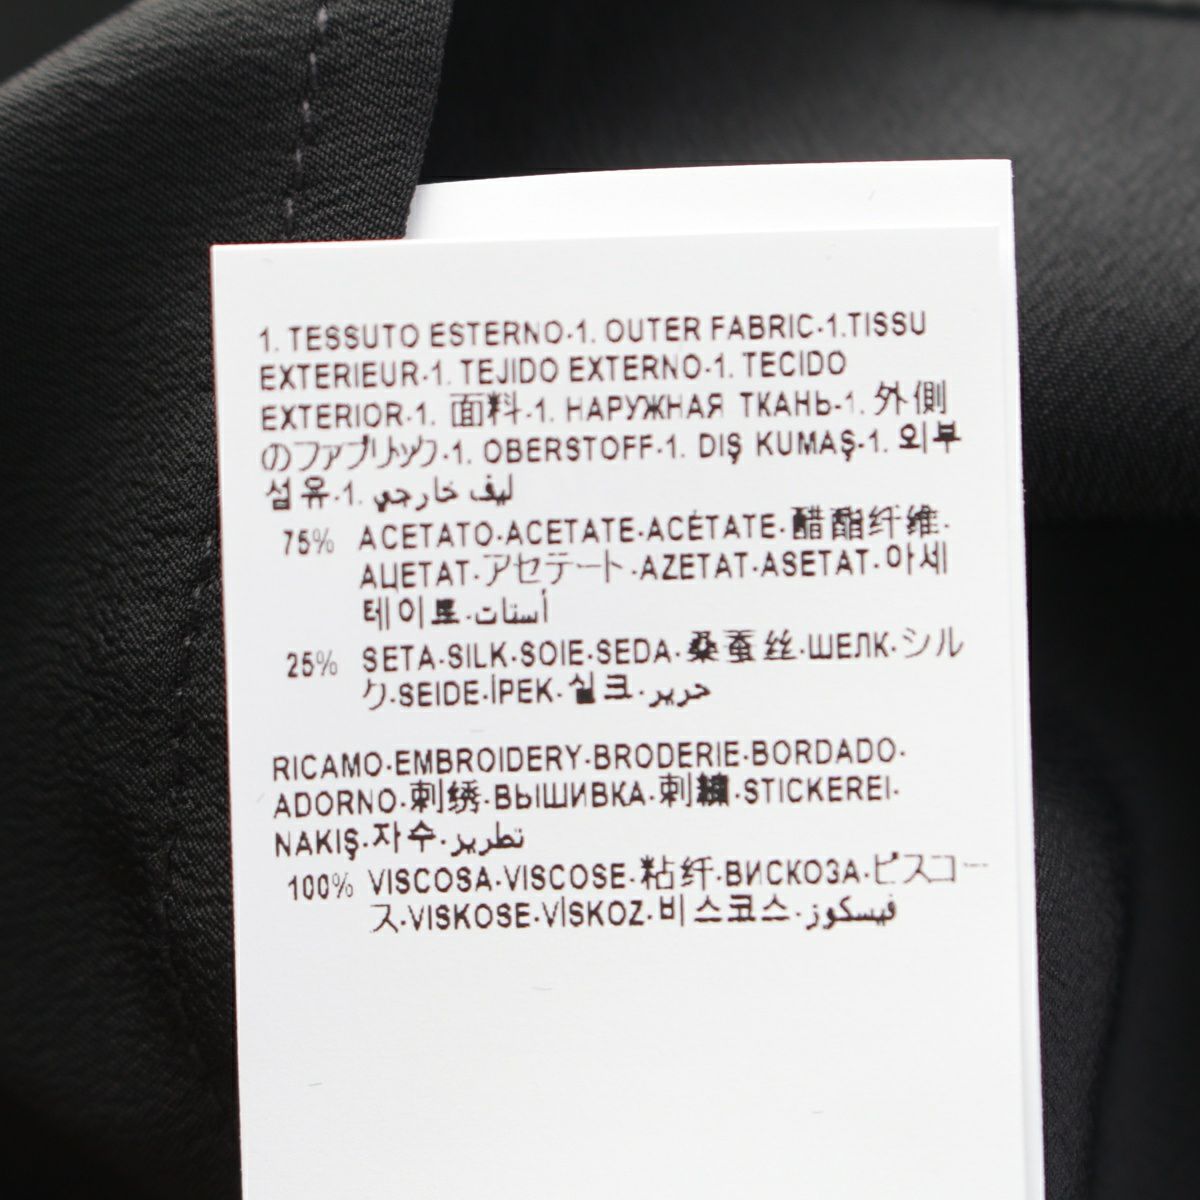 1. TESSUTO ESTERNO-1. OUTER FABRIC-1.TISSU
EXTERIEUR-1. TEJIDO EXTERNO-1. TECIDO
EXTERIOR-1. 面料-1. НАРУЖНАЯ ТКАНЬ-1. 外側
のファブリック-1. OBERSTOFF-1. DIŞ KUMAŞ-1. 외부
섬유-1. ليف خارجي
75% ACETATO-ACETATE-ACÉTATE-醋酯纤维-
АЦЕТАТ-アセテート-AZETAT-ASETAT-아세
테이트-أستات
25% SETA-SILK-SOIE-SEDA-桑蚕丝-ШЕЛК-シル
ク-SEIDE-İPEK-실크-حرير
RICAMO-EMBROIDERY-BRODERIE-BORDADO-
ADORNO-刺绣-ВЫШИВКА-刺繍-STICKEREI-
NAKIŞ-자수-تطريز
100% VISCOSA-VISCOSE-粘纤-ВИСКОЗА-ビスコー
ス-VISKOSE-VİSKOZ-비스코스-فيسكوز